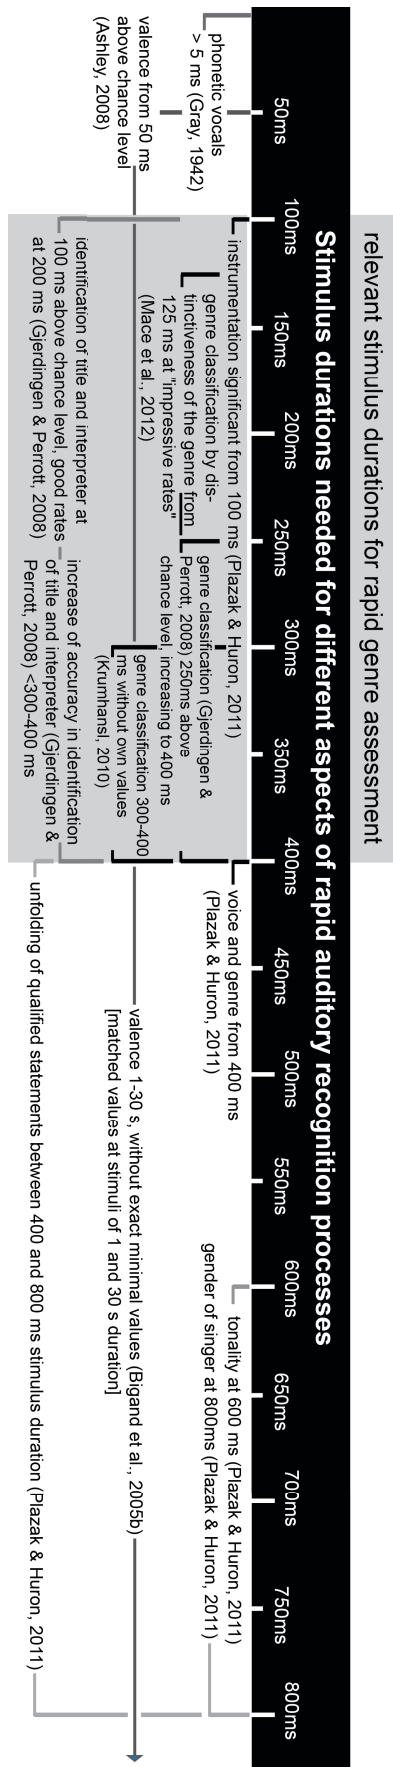 relevant stimulus durations for rapid genre assessment
Stimulus durations needed for different aspects of rapid auditory recognition processes
50ms
100ms
150ms
200ms
250ms
300ms
350ms
400ms
450ms
500ms
550ms
600ms
650ms
700ms
750ms
800ms
phonetic vocals
> 5 ms (Gray, 1942)
valence from 50 ms
above chance level
(Ashley, 2008)
instrumentation significant from 100 ms (Plazak & Huron, 2011)
genre classification by dis-
tinctiveness of the genre from
125 ms at "impressive rates"
(Mace et al., 2012)
genre classification (Gjerdingen &
Perrott, 2008) 250ms above
chance level, increasing to 400 ms
genre classification 300-400
ms without own values
(Krumhansl, 2010)
identification of title and interpreter at
100 ms above chance level, good rates
at 200 ms (Gjerdingen & Perrott, 2008)
increase of accuracy in identification
of title and interpreter (Gjerdingen &
Perrott, 2008) <300-400 ms
voice and genre from 400 ms
(Plazak & Huron, 2011)
tonality at 600 ms (Plazak & Huron, 2011)
gender of singer at 800ms (Plazak & Huron, 2011)
valence 1-30 s, without exact minimal values (Bigand et al., 2005b)
[matched values at stimuli of 1 and 30 s duration]
unfolding of qualified statements between 400 and 800 ms stimulus duration (Plazak & Huron, 2011)